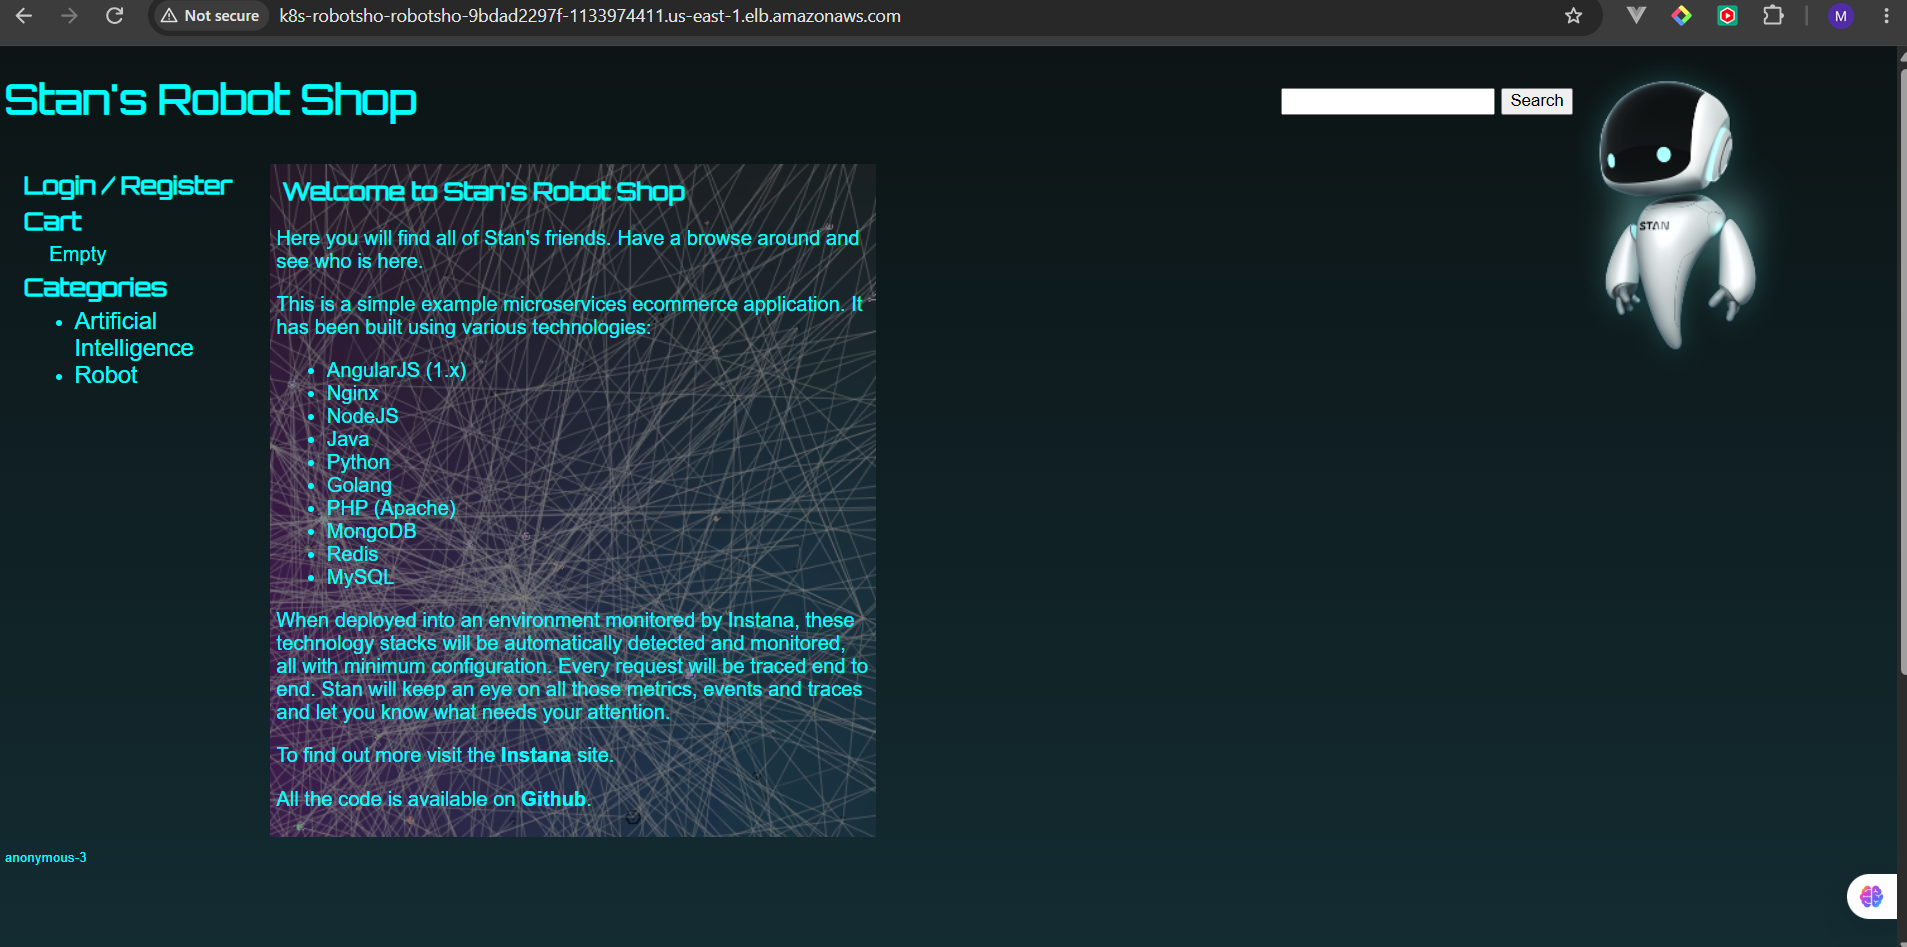 Not secure
k8s-robotsho-robotsho-9bdad2297f-1133974411.us-east-1.elb.amazonaws.com
M
Stan's Robot Shop
Search
STAN
Login / Register
Cart
Empty
Categories
Artificial
Intelligence
Robot
Welcome to Stan's Robot Shop
Here you will find all of Stan's friends. Have a browse around and
see who is here.
This is a simple example microservices ecommerce application. It
has been built using various technologies:
AngularJS (1.x)
Nginx
NodeJS
Java
Python
Golang
PHP (Apache)
MongoDB
Redis
MySQL
When deployed into an environment monitored by Instana, these
technology stacks will be automatically detected and monitored,
all with minimum configuration. Every request will be traced end to
end. Stan will keep an eye on all those metrics, events and traces
and let you know what needs your attention.
To find out more visit the Instana site.
All the code is available on Github.
anonymous-3